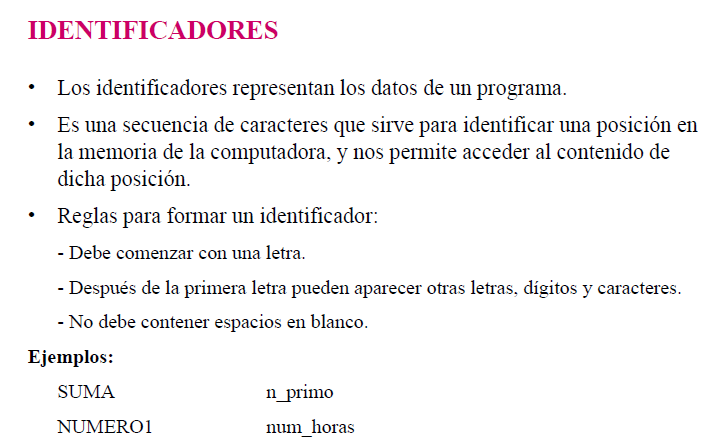 IDENTIFICADORES
• Los identificadores representan los datos de un programa.
• Es una secuencia de caracteres que sirve para identificar una posición en
la memoria de la computadora, y nos permite acceder al contenido de
dicha posición.
• Reglas para formar un identificador:
- Debe comenzar con una letra.
- Después de la primera letra pueden aparecer otras letras, dígitos y caracteres.
- No debe contener espacios en blanco.
Ejemplos:
SUMA n_primo
NUMERO1 num_horas